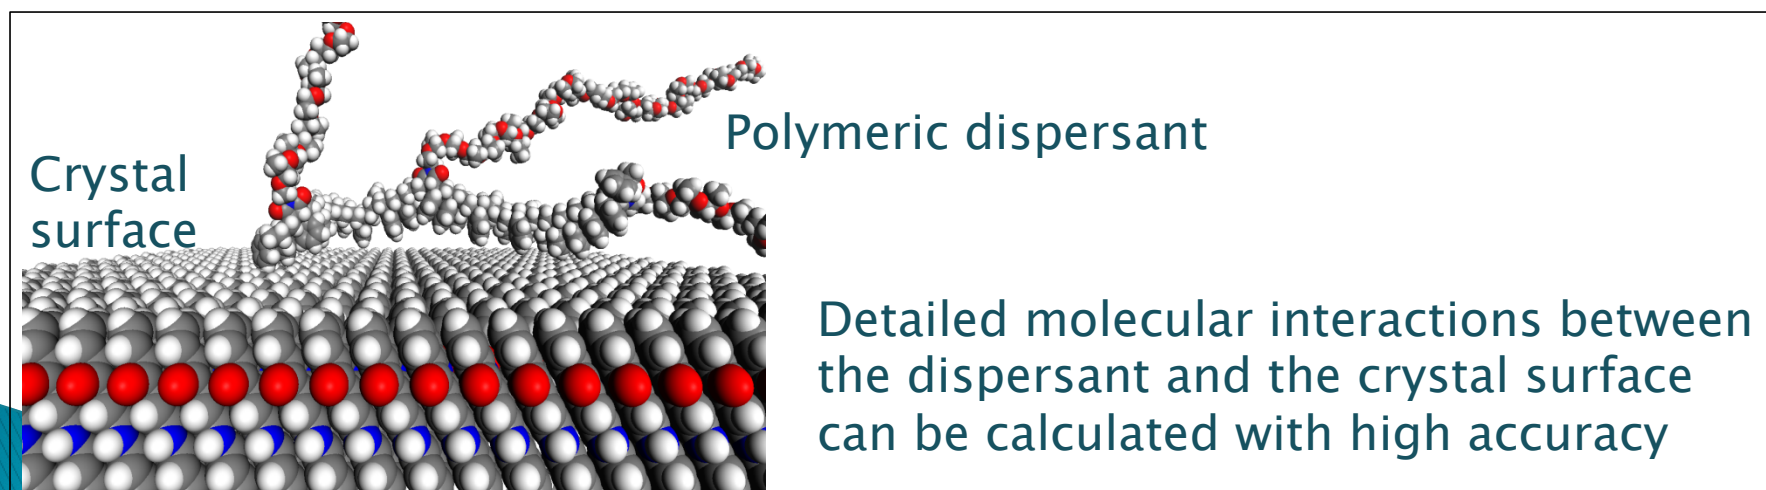 Polymeric dispersant
Crystal
surface
Detailed molecular interactions between
the dispersant and the crystal surface
can be calculated with high accuracy